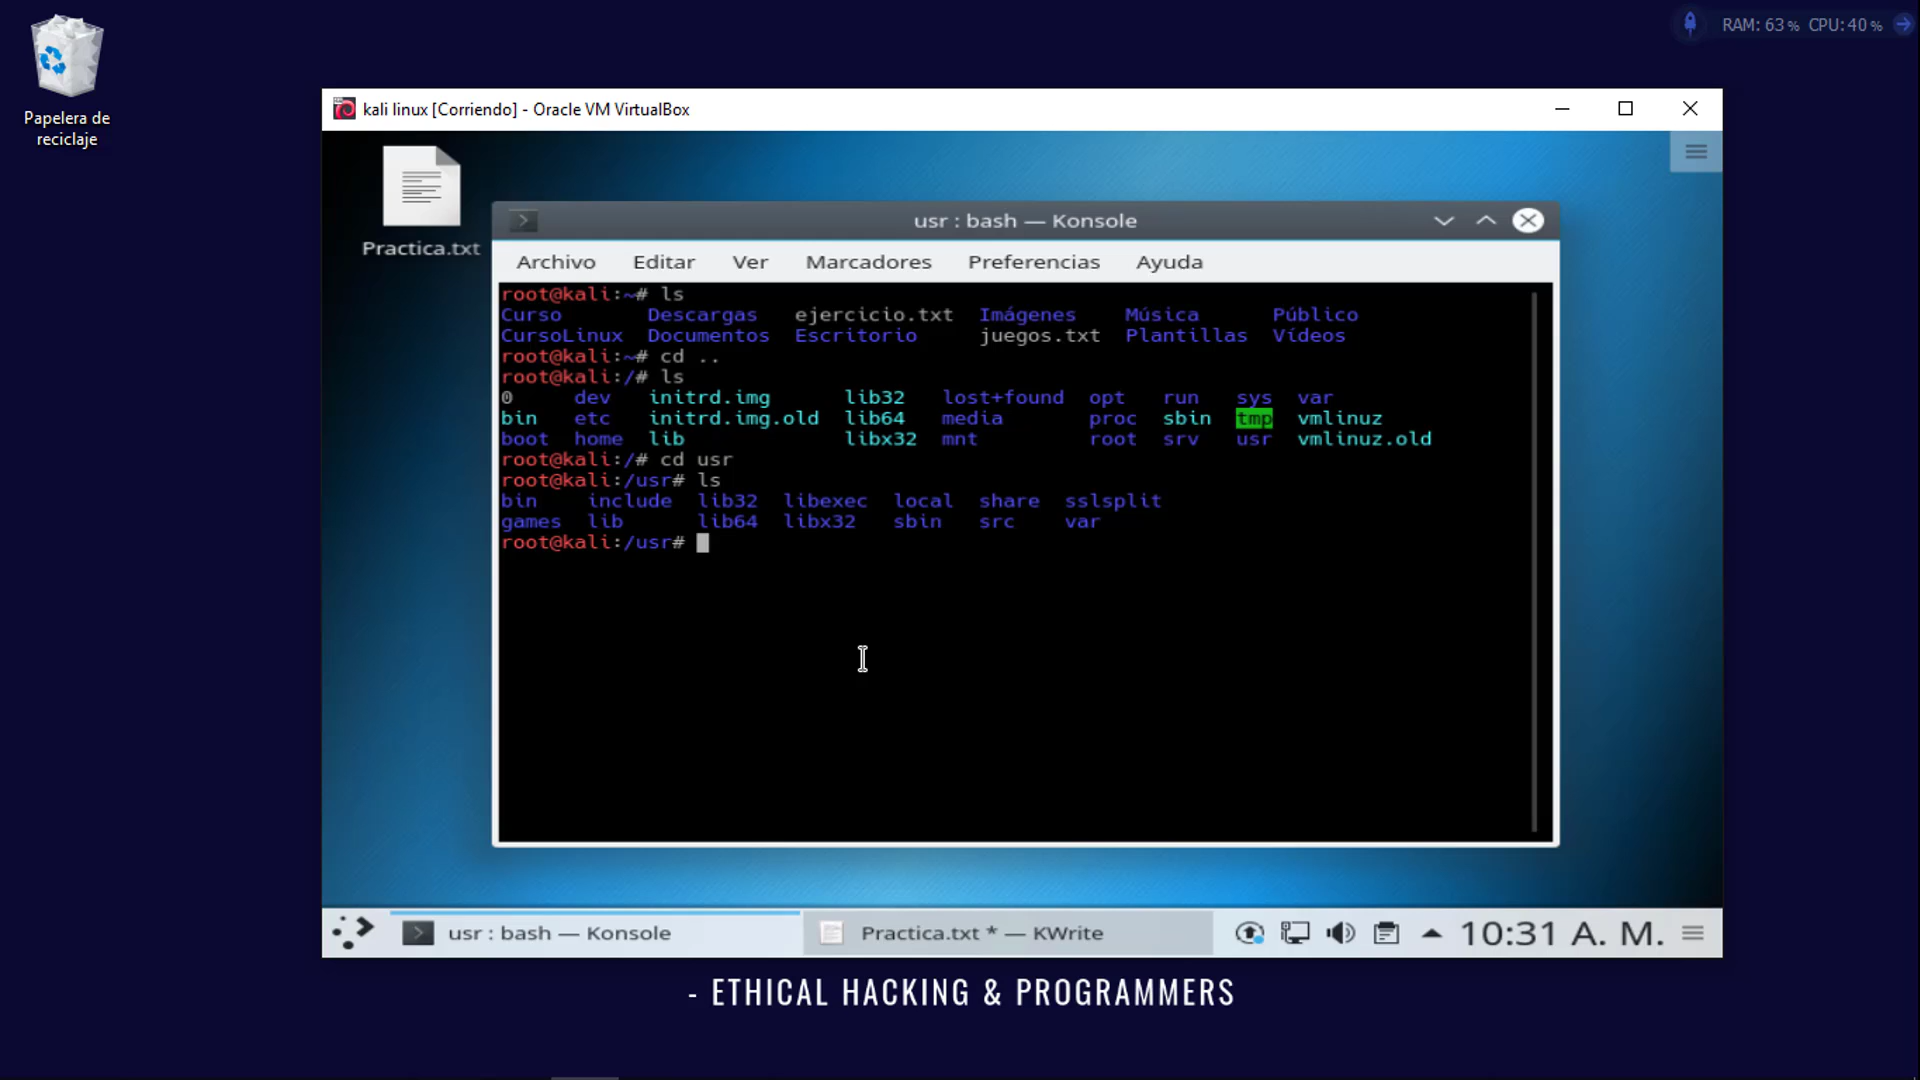 RAM: 63% CPU: 40%
Papelera de
reciclaje
kali linux [Corriendo] - Oracle VM VirtualBox
Practica.txt
usr : bash — Konsole
Archivo Editar Ver Marcadores Preferencias Ayuda
root@kali:~# ls
Curso Descargas ejercicio.txt Imágenes Música Público
CursoLinux Documentos Escritorio juegos.txt Plantillas Vídeos
root@kali:~# cd ..
root@kali:/# ls
0 dev initrd.img lib32 lost+found opt run sys var
bin etc initrd.img.old lib64 media proc sbin tmp vmlinuz
boot home lib libx32 mnt root srv usr vmlinuz.old
root@kali:/# cd usr
root@kali:/usr# ls
bin include lib32 libexec local share sslsplit
games lib lib64 libx32 sbin src var
root@kali:/usr#
usr : bash — Konsole
Practica.txt * — KWrite
10:31 A. M.
- ETHICAL HACKING & PROGRAMMERS